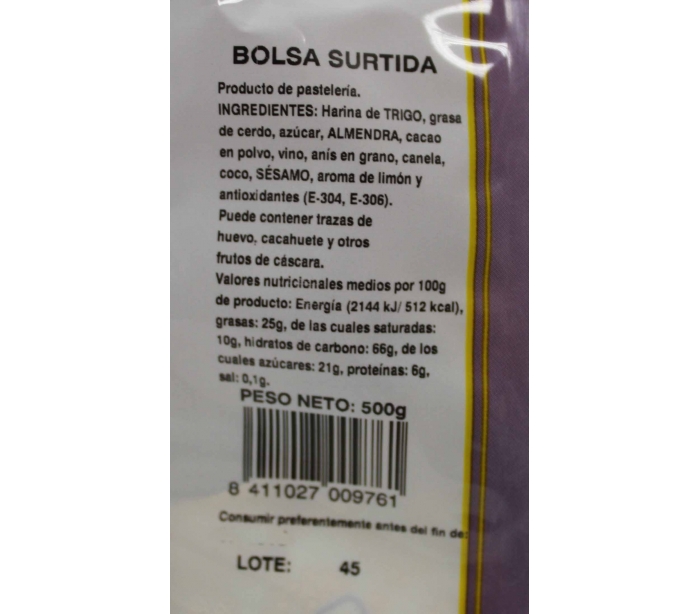 BOLSA SURTIDA
Producto de pastelería.
INGREDIENTES: Harina de TRIGO, grasa
de cerdo, azúcar, ALMENDRA, cacao
en polvo, vino, anís en grano, canela,
coco, SÉSAMO, aroma de limón y
antioxidantes (E-304, E-306).
Puede contener trazas de
huevo, cacahuete y otros
frutos de cáscara.
Valores nutricionales medios por 100g
de producto: Energía (2144 kJ/ 512 kcal),
grasas: 25g, de las cuales saturadas:
10g, hidratos de carbono: 66g, de los
cuales azúcares: 21g, proteínas: 6g,
sal: 0,1g.
PESO NETO: 500g
8 411027 009761
Consumir preferentemente antes del fin de:
LOTE: 45